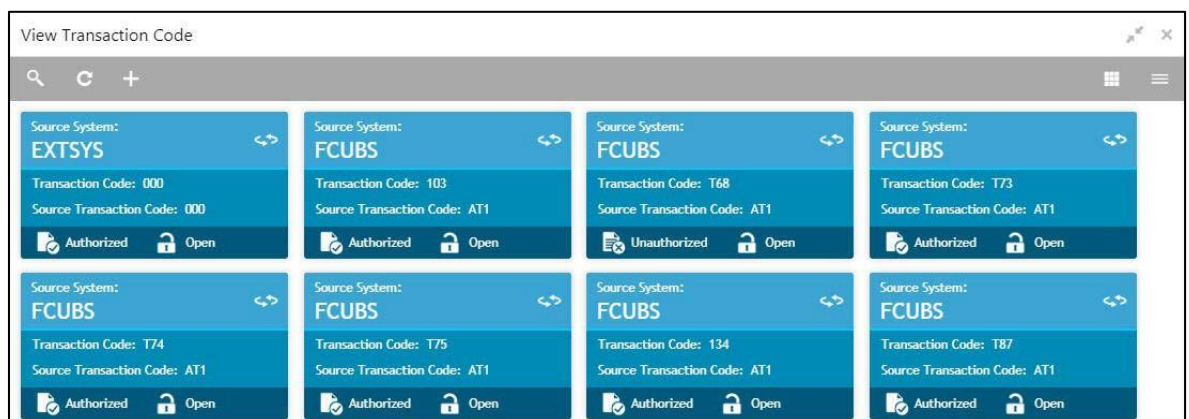 View Transaction Code
Source System:
EXTSYS
Transaction Code: 000
Source Transaction Code: 000
Authorized Open
Source System:
FCUBS
Transaction Code: 103
Source Transaction Code: AT1
Authorized Open
Source System:
FCUBS
Transaction Code: T68
Source Transaction Code: AT1
Unauthorized Open
Source System:
FCUBS
Transaction Code: T73
Source Transaction Code: AT1
Authorized Open
Source System:
FCUBS
Transaction Code: T74
Source Transaction Code: AT1
Authorized Open
Source System:
FCUBS
Transaction Code: T75
Source Transaction Code: AT1
Authorized Open
Source System:
FCUBS
Transaction Code: 134
Source Transaction Code: AT1
Authorized Open
Source System:
FCUBS
Transaction Code: T87
Source Transaction Code: AT1
Authorized Open